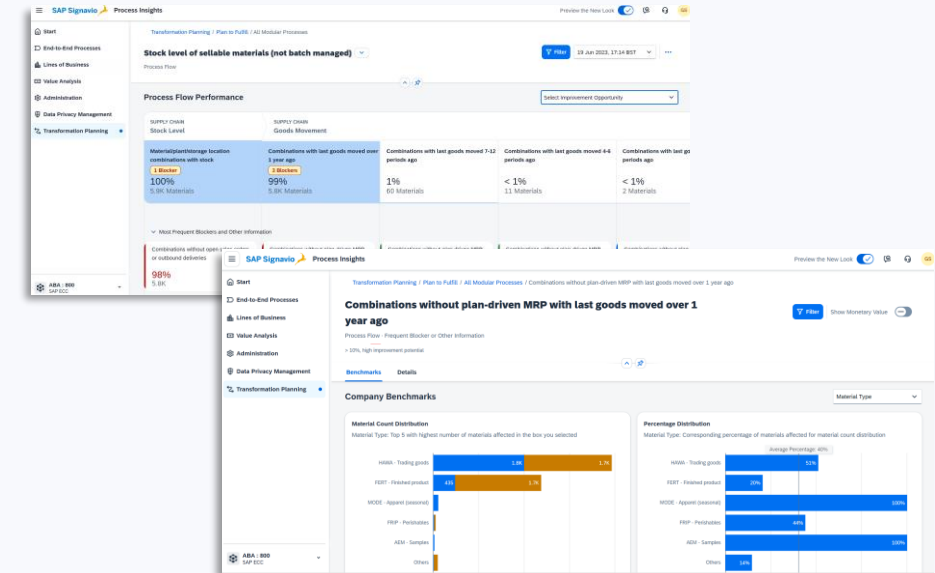 SAP Signavio Process Insights
Preview the New Look
GD
Start
End-to-End Processes
Lines of Business
Value Analysis
Administration
Data Privacy Management
Transformation Planning
ABA : 800
SAP ECC
Transformation Planning / Plan to Fulfill / All Modular Processes
Stock level of sellable materials (not batch managed)
Process Flow
Filter
19 Jun 2023, 17:14 BST
Process Flow Performance
Select Improvement Opportunity
SUPPLY CHAIN
Stock Level
SUPPLY CHAIN
Goods Movement
Material/plant/storage location
combinations with stock
1 Blocker
100%
5.9K Materials
Combinations with last goods moved over
1 year ago
3 Blockers
99%
5.8K Materials
Combinations with last goods moved 7-12
periods ago
1%
60 Materials
Combinations with last goods moved 4-6
periods ago
< 1%
11 Materials
Combinations with last go
periods ago
< 1%
2 Materials
Most Frequent Blockers and Other Information
Combinations without open
or outbound deliveries
98%
5.8K
SAP Signavio Process Insights
Preview the New Look
GD
Start
End-to-End Processes
Lines of Business
Value Analysis
Administration
Data Privacy Management
Transformation Planning
ABA : 800
SAP ECC
Transformation Planning / Plan to Fulfill / All Modular Processes / Combinations without plan-driven MRP with last goods moved over 1 year ago
Combinations without plan-driven MRP with last goods moved over 1
year ago
Process Flow - Frequent Blocker or Other Information
> 10%, high improvement potential
Filter
Show Monetary Value
Benchmarks
Details
Company Benchmarks
Material Type
Material Count Distribution
Material Type: Top 5 with highest number of materials affected in the box you selected
HAWA - Trading goods
1.8K
1.7K
FERT - Finished product
435
1.7K
MODE - Apparel (seasonal)
FRIP - Perishables
AEM - Samples
Others
Percentage Distribution
Material Type: Corresponding percentage of materials affected for material count distribution
Average Percentage: 40%
HAWA - Trading goods
51%
FERT - Finished product
20%
MODE - Apparel (seasonal)
100%
FRIP - Perishables
44%
AEM - Samples
100%
Others
14%